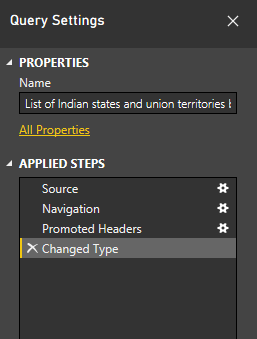 Query Settings
PROPERTIES
Name
List of Indian states and union territories
All Properties
APPLIED STEPS
Source
Navigation
Promoted Headers
Changed Type